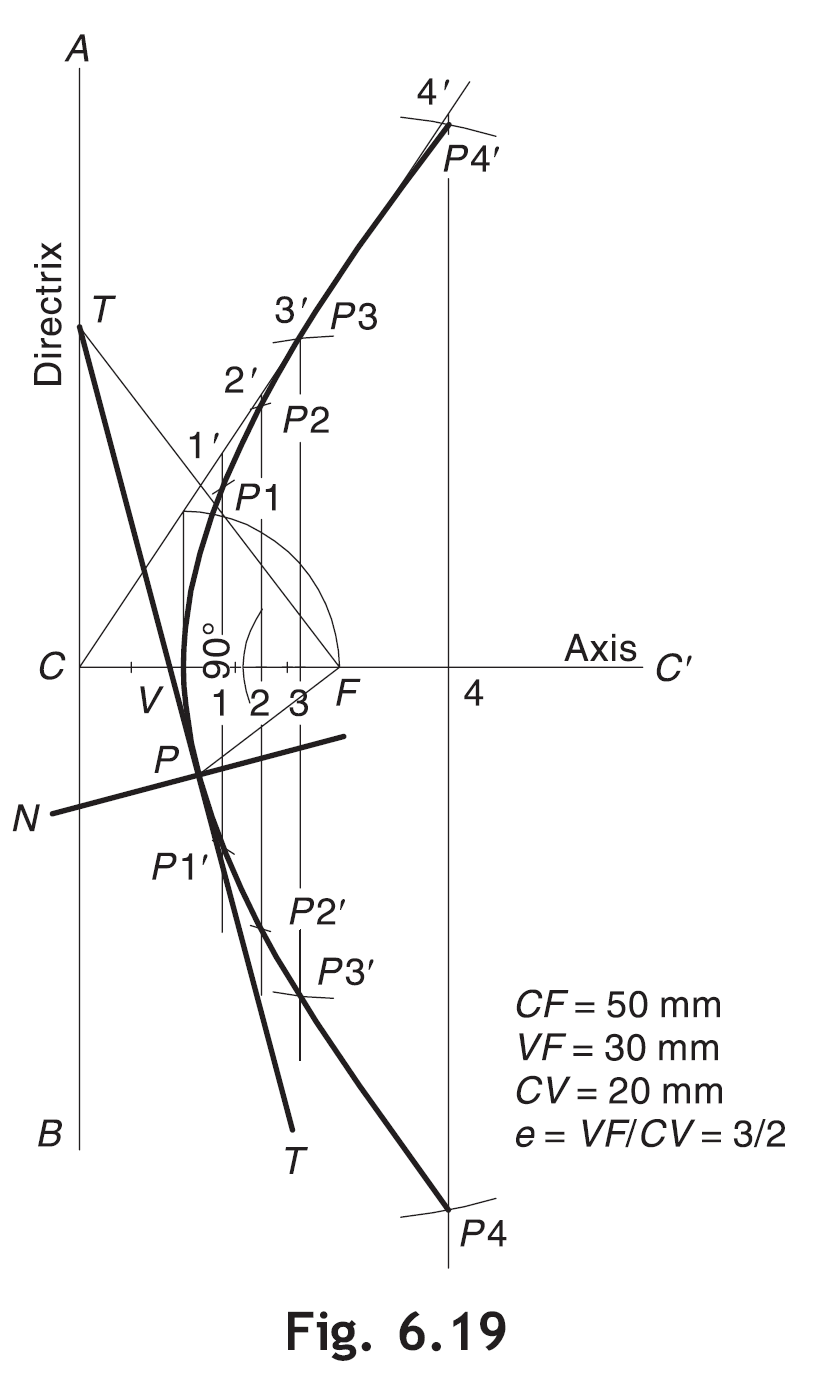 A
4′
P4′
Directrix
T
3′
P3
2′
P2
1′
P1
90°
Axis
C
C′
V
1
2
3
F
4
P
N
P1′
P2′
P3′
CF = 50 mm
VF = 30 mm
CV = 20 mm
e = VF/CV = 3/2
B
T
P4
Fig. 6.19